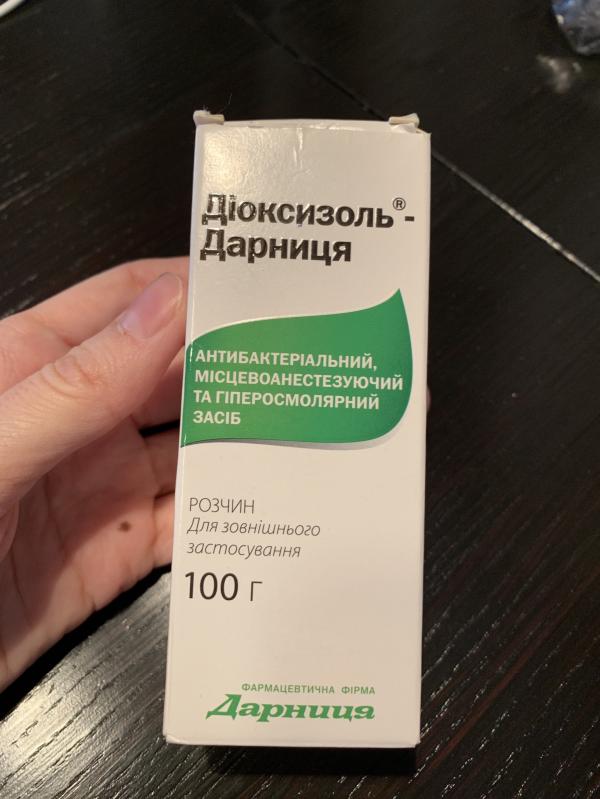 Діоксизоль®-
Дарниця
АНТИБАКТЕРІАЛЬНИЙ,
МІСЦЕВОАНЕСТЕЗУЮЧИЙ
ТА ГІПЕРОСМОЛЯРНИЙ
ЗАСІБ
РОЗЧИН
Для зовнішнього
застосування
100 г
ФАРМАЦЕВТИЧНА ФІРМА
Дарниця